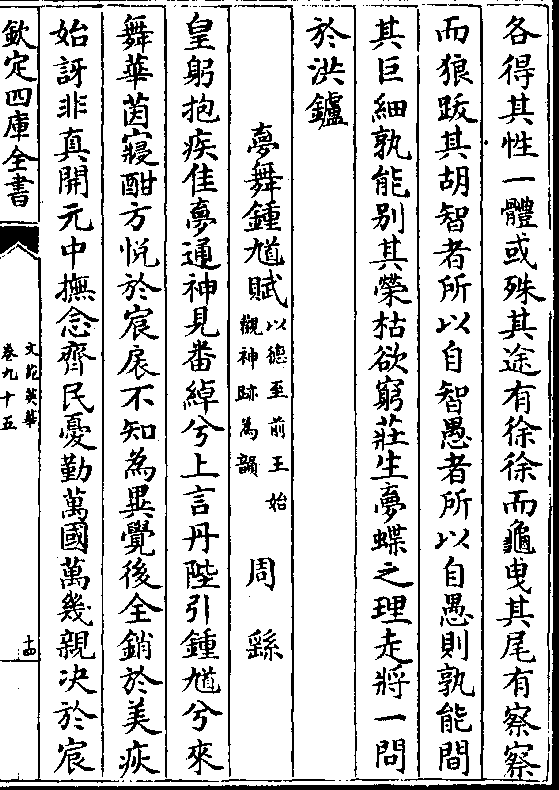 各得其性一體或殊其途有徐徐而龜曳其尾有察察
而狼跋其胡智者所以自智愚者所以自愚則孰能間
其巨細孰能别其榮枯欲窮莊生夢蝶之理走將一問
於洪鑪
夢舞鍾馗賦以德至前王始觀神跡為韻 周繇
皇躬抱疾佳夢通神見番綽兮上言丹陛引鍾馗兮來
舞華茵寢酣方悦於宸扆不知為異覺後全銷於美疢
始訝非真開元中撫念齊民憂勤萬國萬幾親決於宸
欽定四庫全書
文苑英華
卷九十五
十四